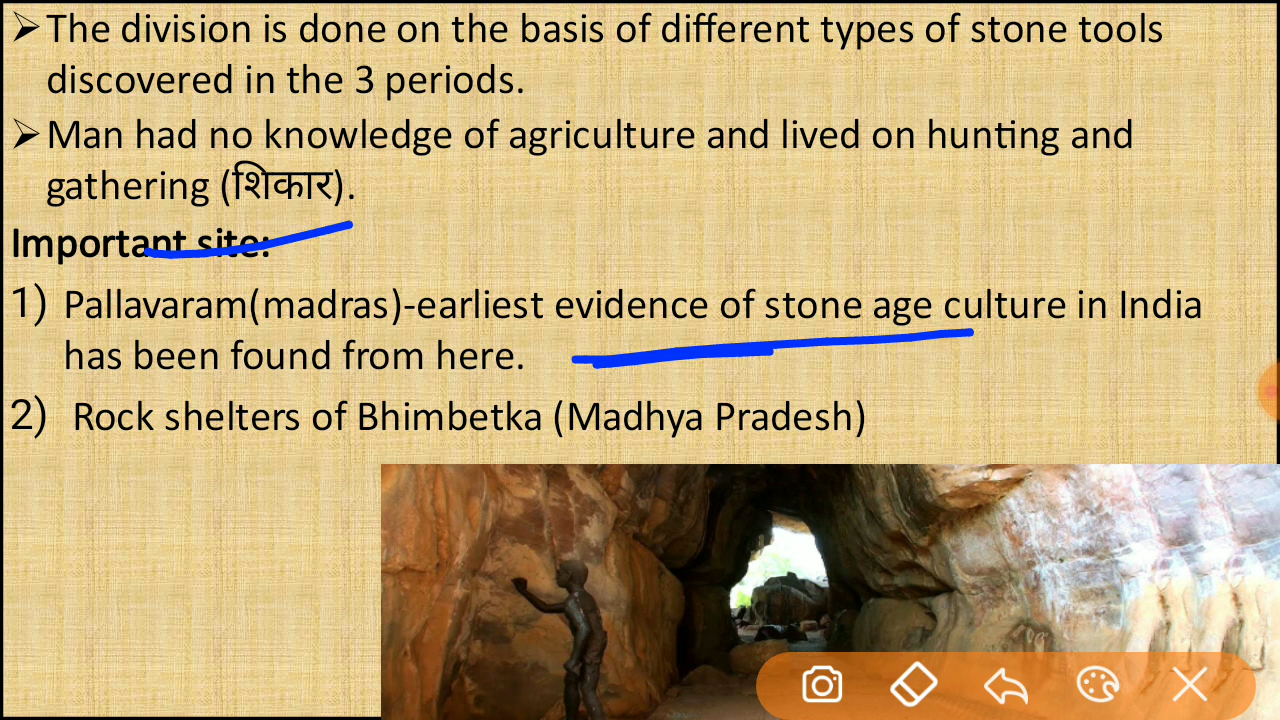 ➢The division is done on the basis of different types of stone tools
discovered in the 3 periods.
➢Man had no knowledge of agriculture and lived on hunting and
gathering (शिकार).
Important site:
1) Pallavaram(madras)-earliest evidence of stone age culture in India
has been found from here.
2) Rock shelters of Bhimbetka (Madhya Pradesh)